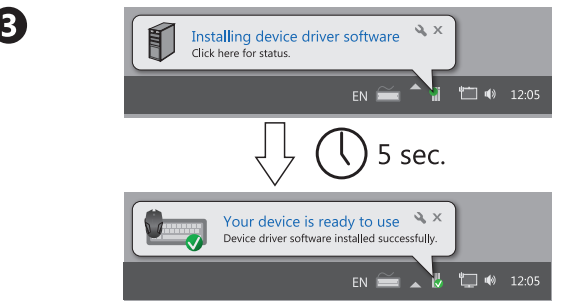 3
Installing device driver software
Click here for status.
EN 12:05
5 sec.
Your device is ready to use
Device driver software installed successfully.
EN 12:05